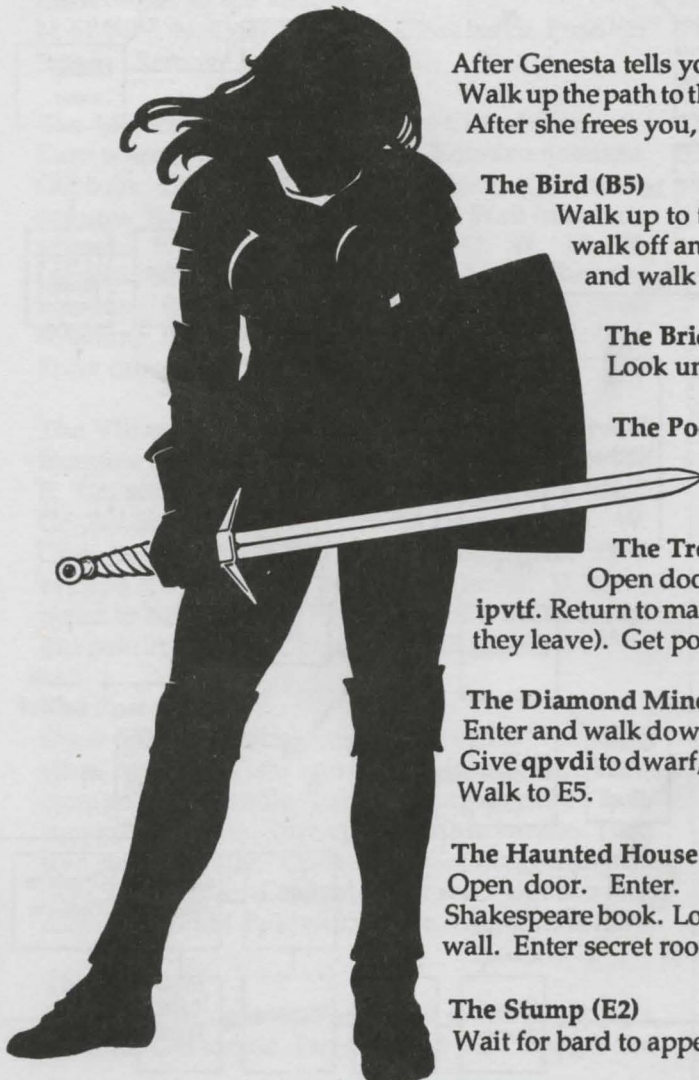 After Genesta tells yo
Walk up the path to th
After she frees you,
The Bird (B5)
Walk up to
walk off an
and walk
The Brid
Look un
The Po
The Tre
Open doo
ipvtf. Return to ma
they leave). Get po
The Diamond Mine
Enter and walk dow
Give qpvdi to dwarf,
Walk to E5.
The Haunted House
Open door. Enter.
Shakespeare book. Lo
wall. Enter secret roo
The Stump (E2)
Wait for bard to appe